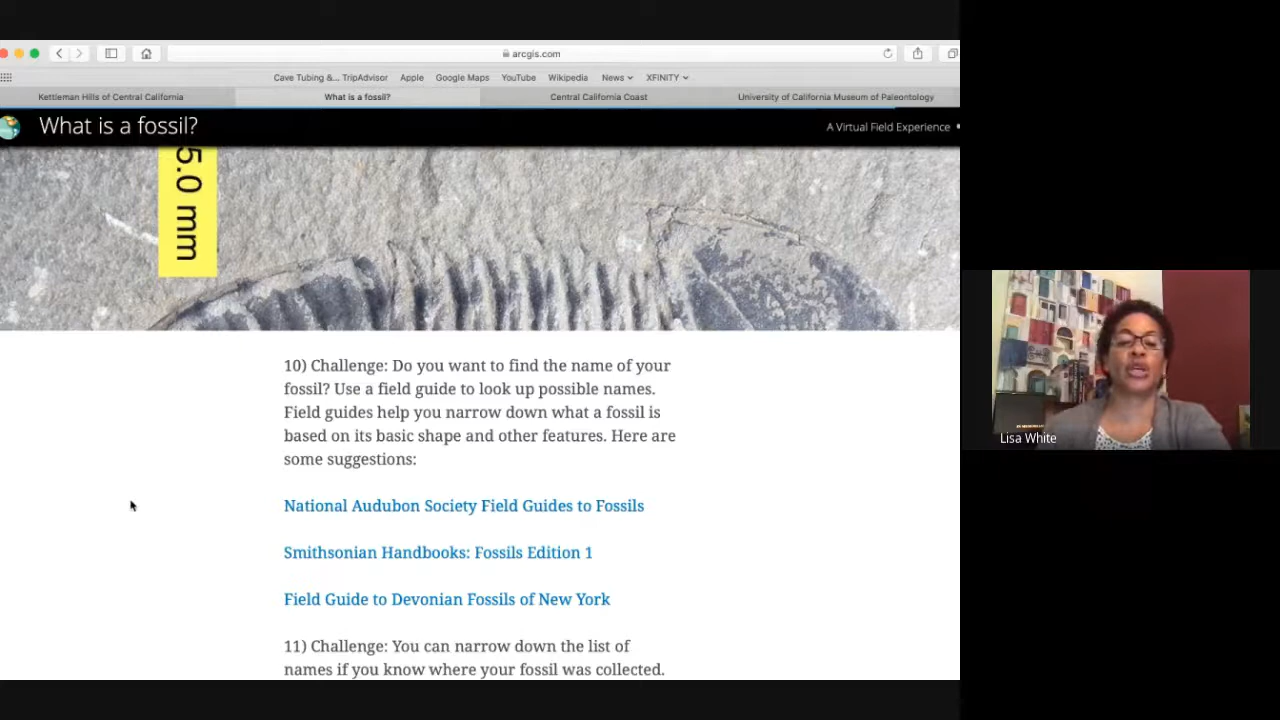 arcgis.com
Cave Tubing &... TripAdvisor Apple Google Maps YouTube Wikipedia News XFINITY
Kettleman Hills of Central California What is a fossil? Central California Coast University of California Museum of Paleontology
What is a fossil? A Virtual Field Experience
5.0 mm
10) Challenge: Do you want to find the name of your
fossil? Use a field guide to look up possible names.
Field guides help you narrow down what a fossil is
based on its basic shape and other features. Here are
some suggestions:
National Audubon Society Field Guides to Fossils
Smithsonian Handbooks: Fossils Edition 1
Field Guide to Devonian Fossils of New York
11) Challenge: You can narrow down the list of
names if you know where your fossil was collected.
Lisa White